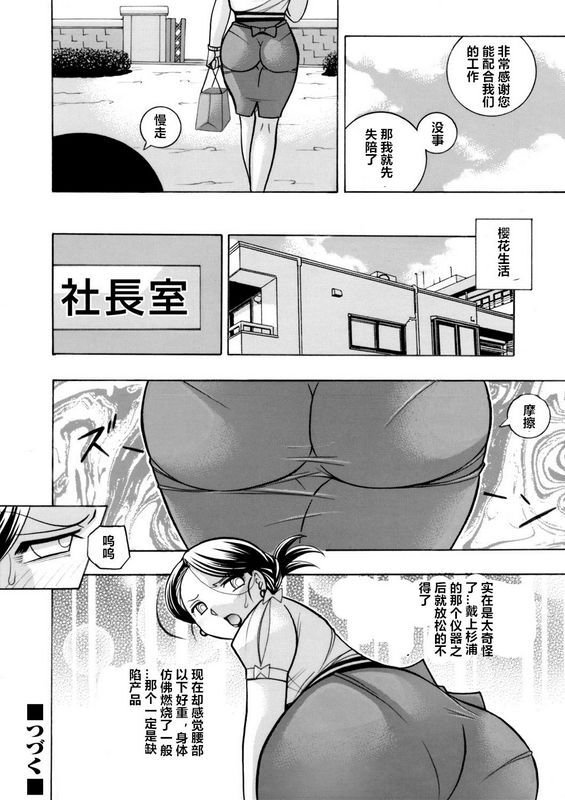 非常感谢您
能配合我们
的工作
没事
那我就先
失陪了
慢走
樱花生活
社長室
摩擦
ズ
呜呜
实在是太奇怪
了…戴上杉浦
的那个仪器之
后就放松的不
得了
现在却感觉腰部
以下好重，身体
仿佛燃烧了一般
…那个一定是缺
陷产品
■つづく■